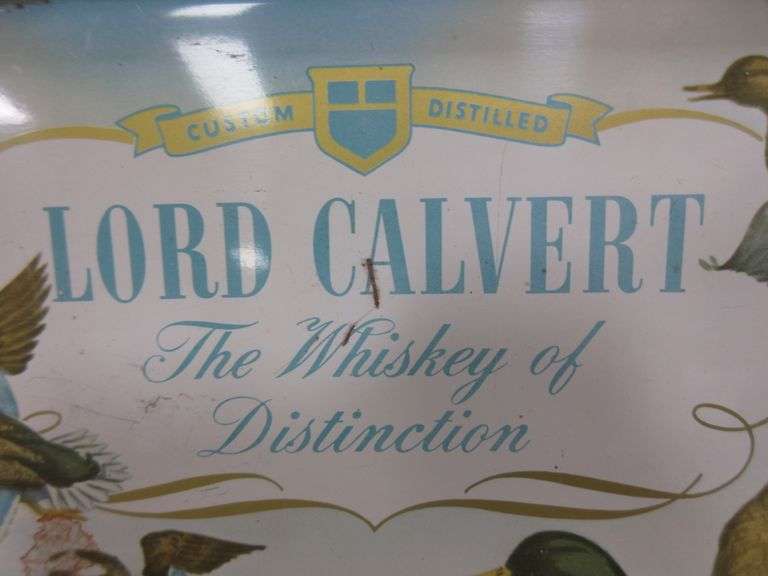 CUSTOM DISTILLED
LORD CALVERT
The Whiskey of
Distinction